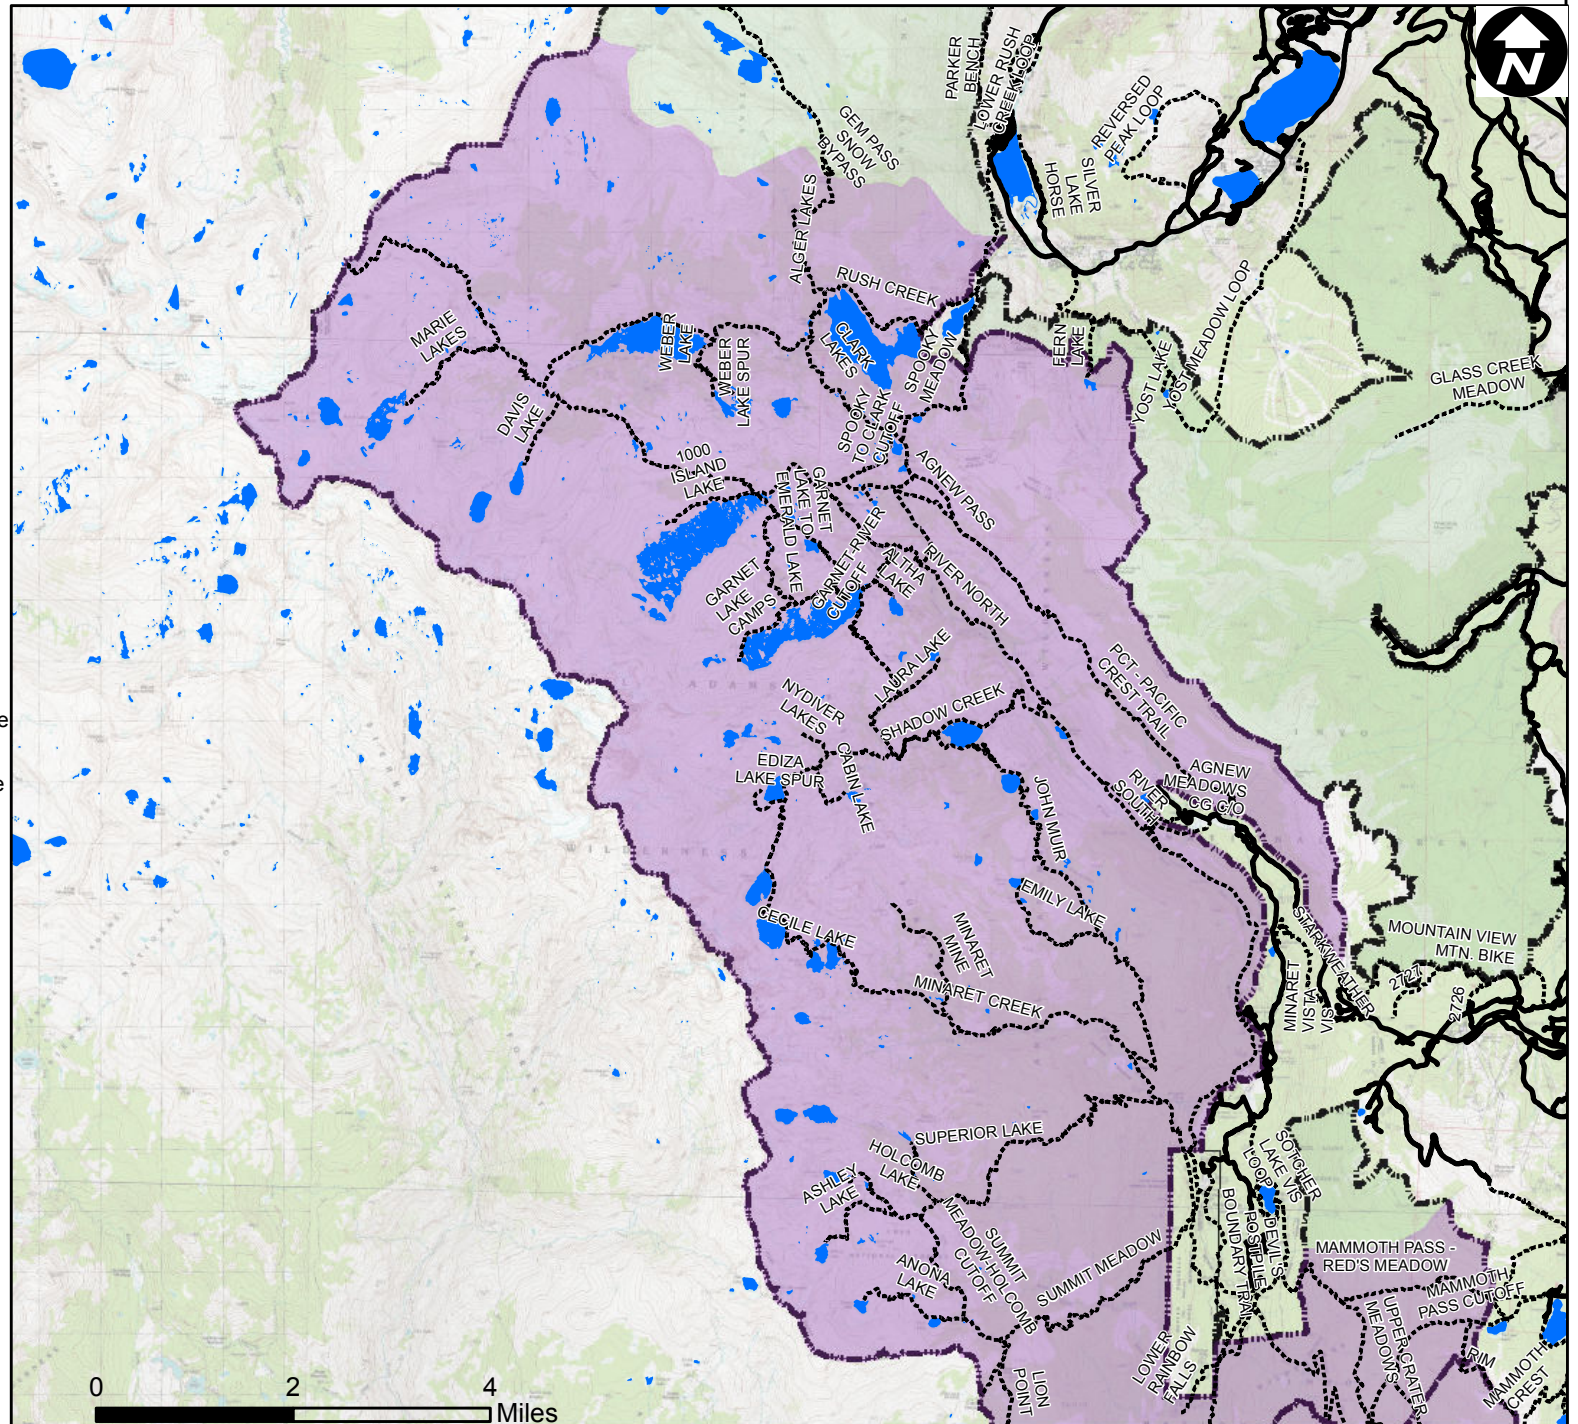 N
PARKER
BENCH
LOWER RUSH
CREEK LOOP
REVERSED
PEAK LOOP
GEM PASS
SNOW
BYPASS
SILVER
LAKE
HORSE
ALGER LAKES
RUSH CREEK
MARIE
LAKES
WEBER
LAKE
WEBER
LAKE SPUR
CLARK
LAKES
SPOOKY
MEADOW
FERN
LAKE
YOST LAKE
YOST MEADOW LOOP
GLASS CREEK
MEADOW
DAVIS
LAKE
SPOOKY
TO CLARK
CUTOFF
1000
ISLAND
LAKE
GARNET
LAKE TO
EMERALD LAKE
AGNEW PASS
GARNET
LAKE
CAMPS
GARNET-RIVER
CUTOFF
ALTHA
LAKE
RIVER NORTH
LAURA LAKE
PCT - PACIFIC
CREST TRAIL
NYDIVER
LAKES
SHADOW CREEK
e
EDIZA
LAKE SPUR
CABIN LAKE
JOHN MUIR
RIVER
SOUTH
AGNEW
MEADOWS
CG C/O
e
WILDERNESS
EMILY LAKE
CECILE LAKE
MINARET
MINE
MINARET CREEK
STARKWEATHER
MINARET
VISTA
VIS
MOUNTAIN VIEW
MTN. BIKE
2727
2726
SUPERIOR LAKE
HOLCOMB
LAKE
ASHLEY
LAKE
SOTCHER
LAKE VIS
LOOP
MEADOW-HOLCOMB
SUMMIT
CUTOFF
SUMMIT MEADOW
ANONA
LAKE
BOUNDARY TRAIL
DEVIL'S
POSTPILE
MAMMOTH PASS -
RED'S MEADOW
MAMMOTH
PASS CUTOFF
UPPER CRATER
MEADOWS
RIM
MAMMOTH
CREST
LOWER
RAINBOW
FALLS
LION
POINT
0 2 4
Miles